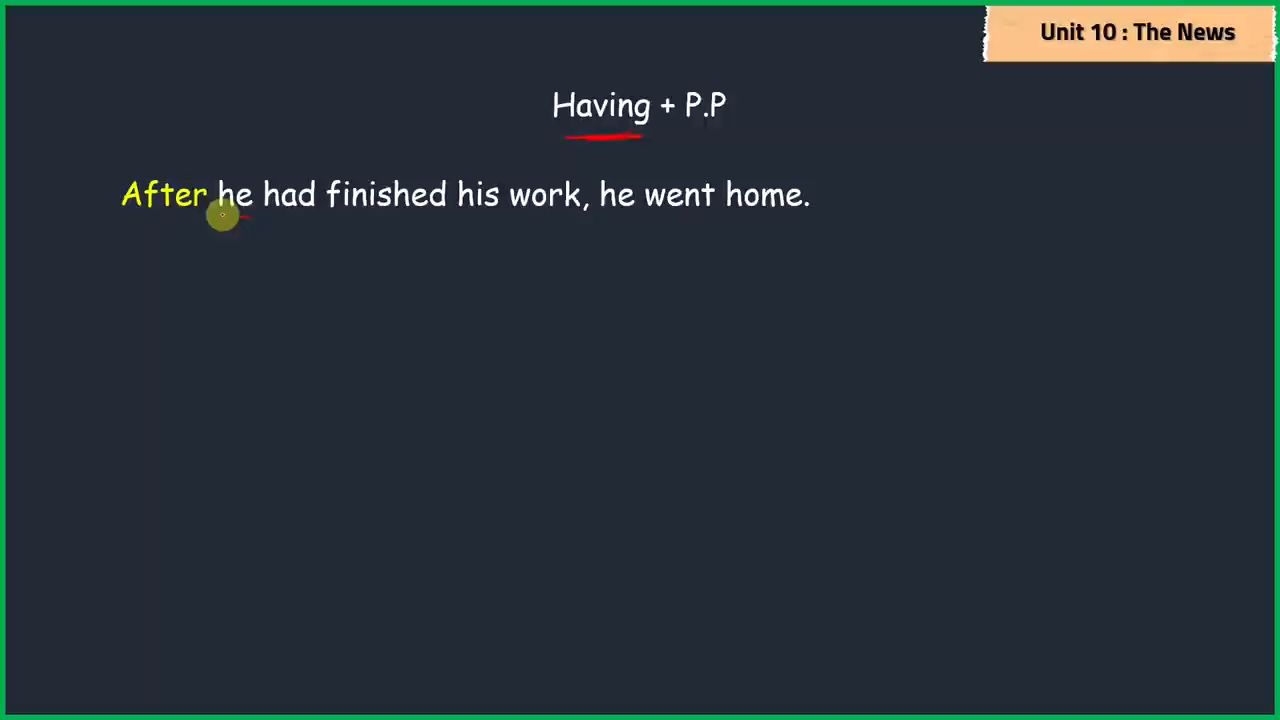 Unit 10 : The News
Having + P.P
After he had finished his work, he went home.